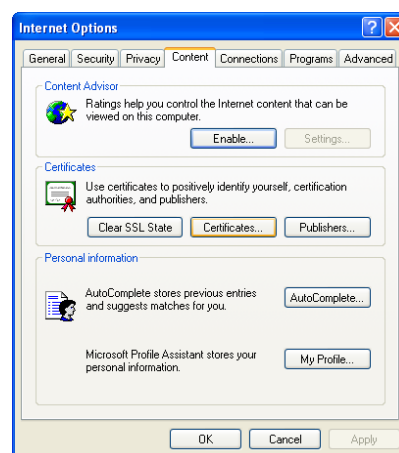 Internet Options
General Security Privacy Content Connections Programs Advanced
Content Advisor
Ratings help you control the Internet content that can be
viewed on this computer.
Enable... Settings...
Certificates
Use certificates to positively identify yourself, certification
authorities, and publishers.
Clear SSL State Certificates... Publishers...
Personal information
AutoComplete stores previous entries
and suggests matches for you.
AutoComplete...
Microsoft Profile Assistant stores your
personal information.
My Profile...
OK Cancel Apply